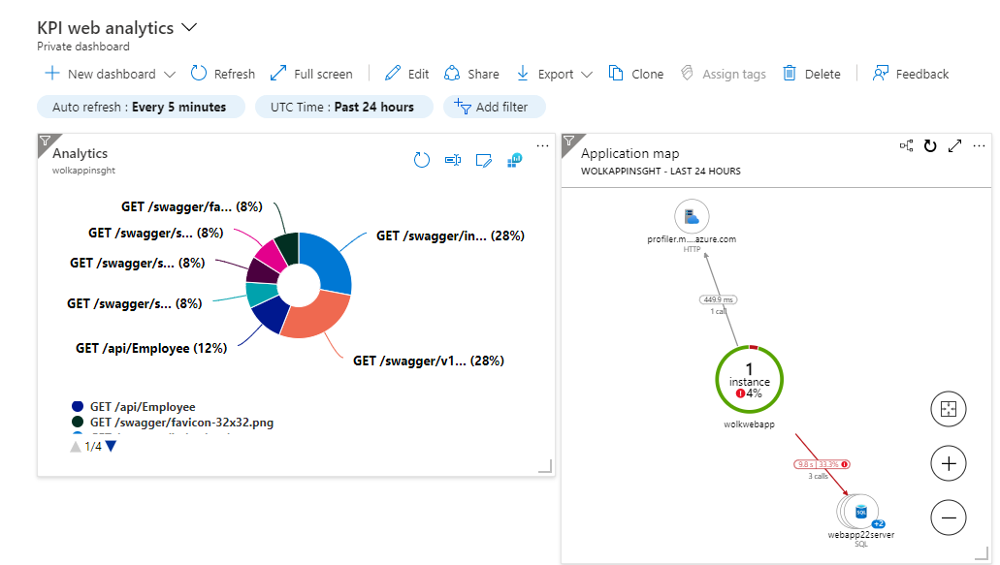 KPI web analytics
Private dashboard
New dashboard Refresh Full screen Edit Share Export Clone Assign tags Delete Feedback
Auto refresh : Every 5 minutes UTC Time : Past 24 hours Add filter
Analytics
wolkappinsght
GET /swagger/fa... (8%)
GET /swagger/s... (8%)
GET /swagger/in... (28%)
GET /swagger/s... (8%)
GET /swagger/s... (8%)
GET /api/Employee (12%)
GET /swagger/v1... (28%)
GET /api/Employee
GET /swagger/favicon-32x32.png
1/4
Application map
WOLKAPPINSGHT - LAST 24 HOURS
profiler.m....azure.com
HTTP
449.9 ms
1 call
1
instance
4%
wolkwebapp
9.8 s | 33.3%
3 calls
SQL
+2
webapp22server
SQL